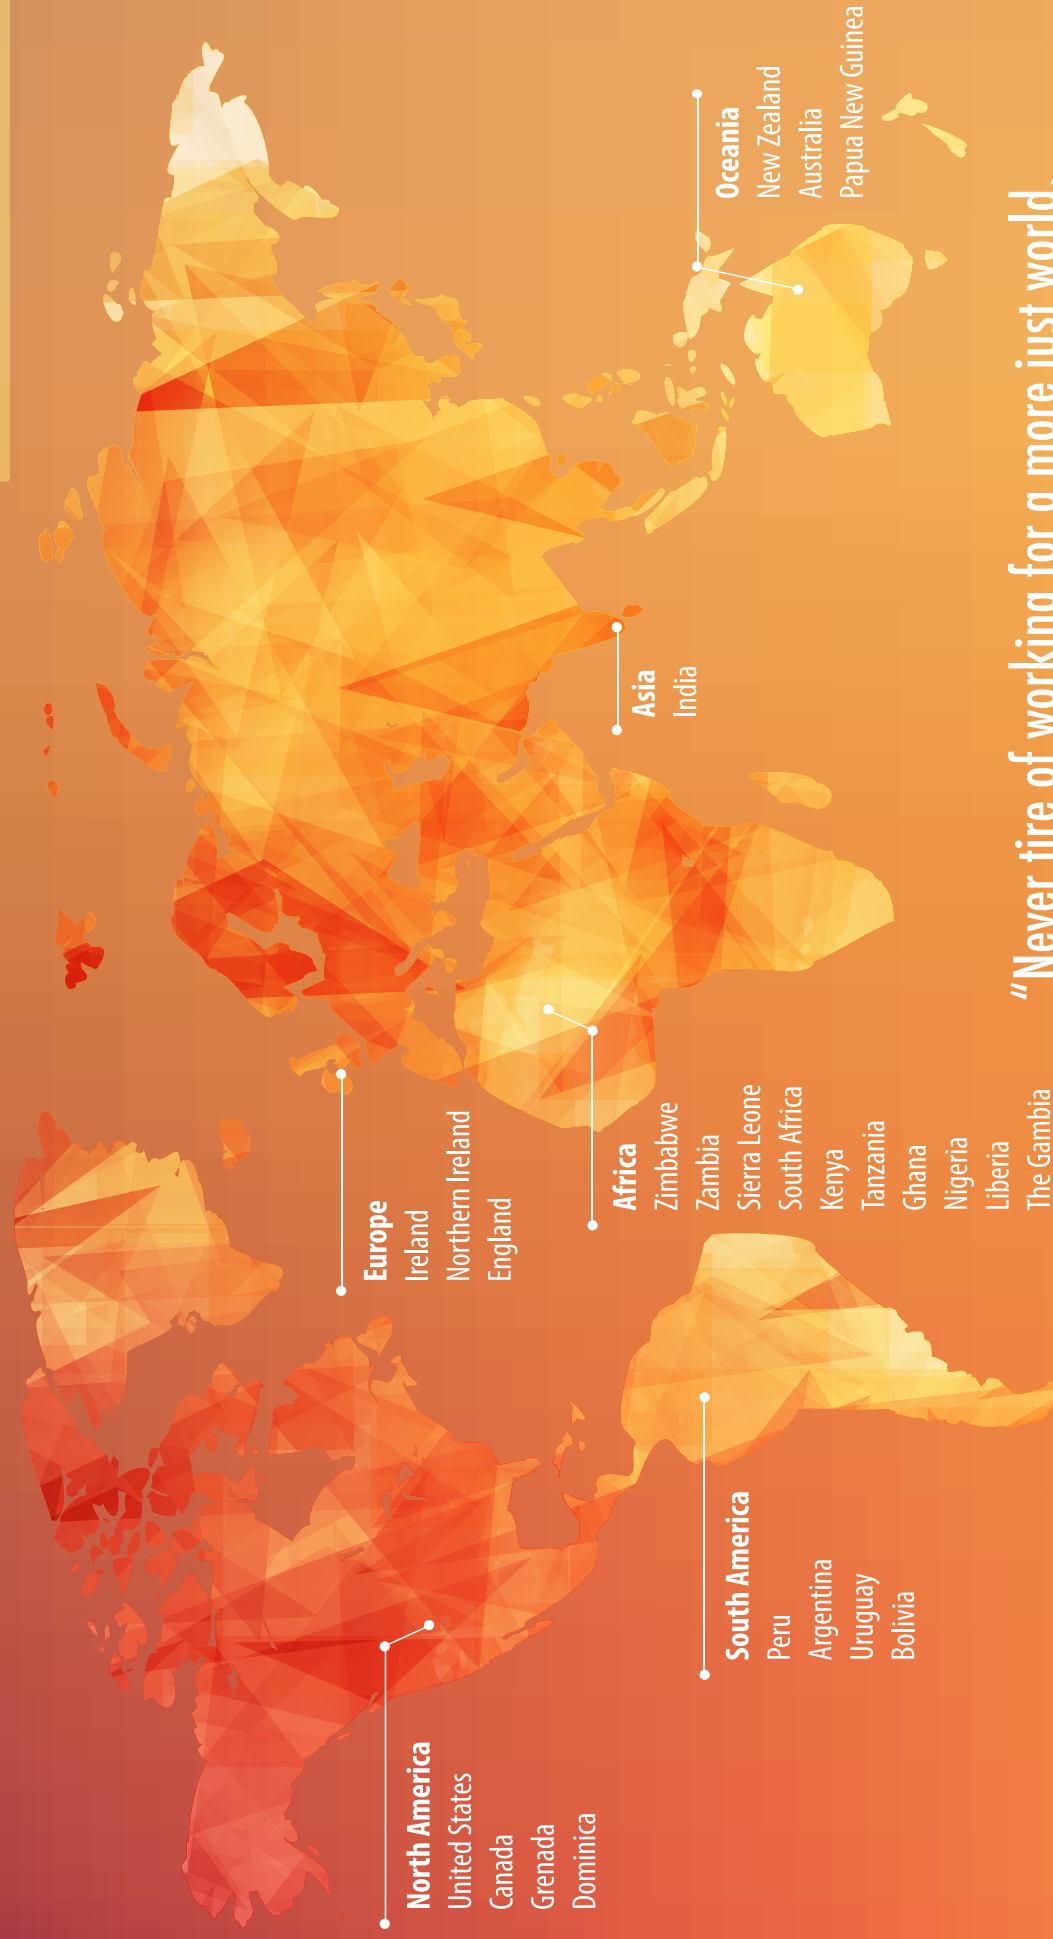 North America
United States
Canada
Grenada
Dominica
South America
Peru
Argentina
Uruguay
Bolivia
Europe
Ireland
Northern Ireland
England
Africa
Zimbabwe
Zambia
Sierra Leone
South Africa
Kenya
Tanzania
Ghana
Nigeria
Liberia
The Gambia
Asia
India
Oceania
New Zealand
Australia
Papua New Guinea
“Never tire of working for a more just world,